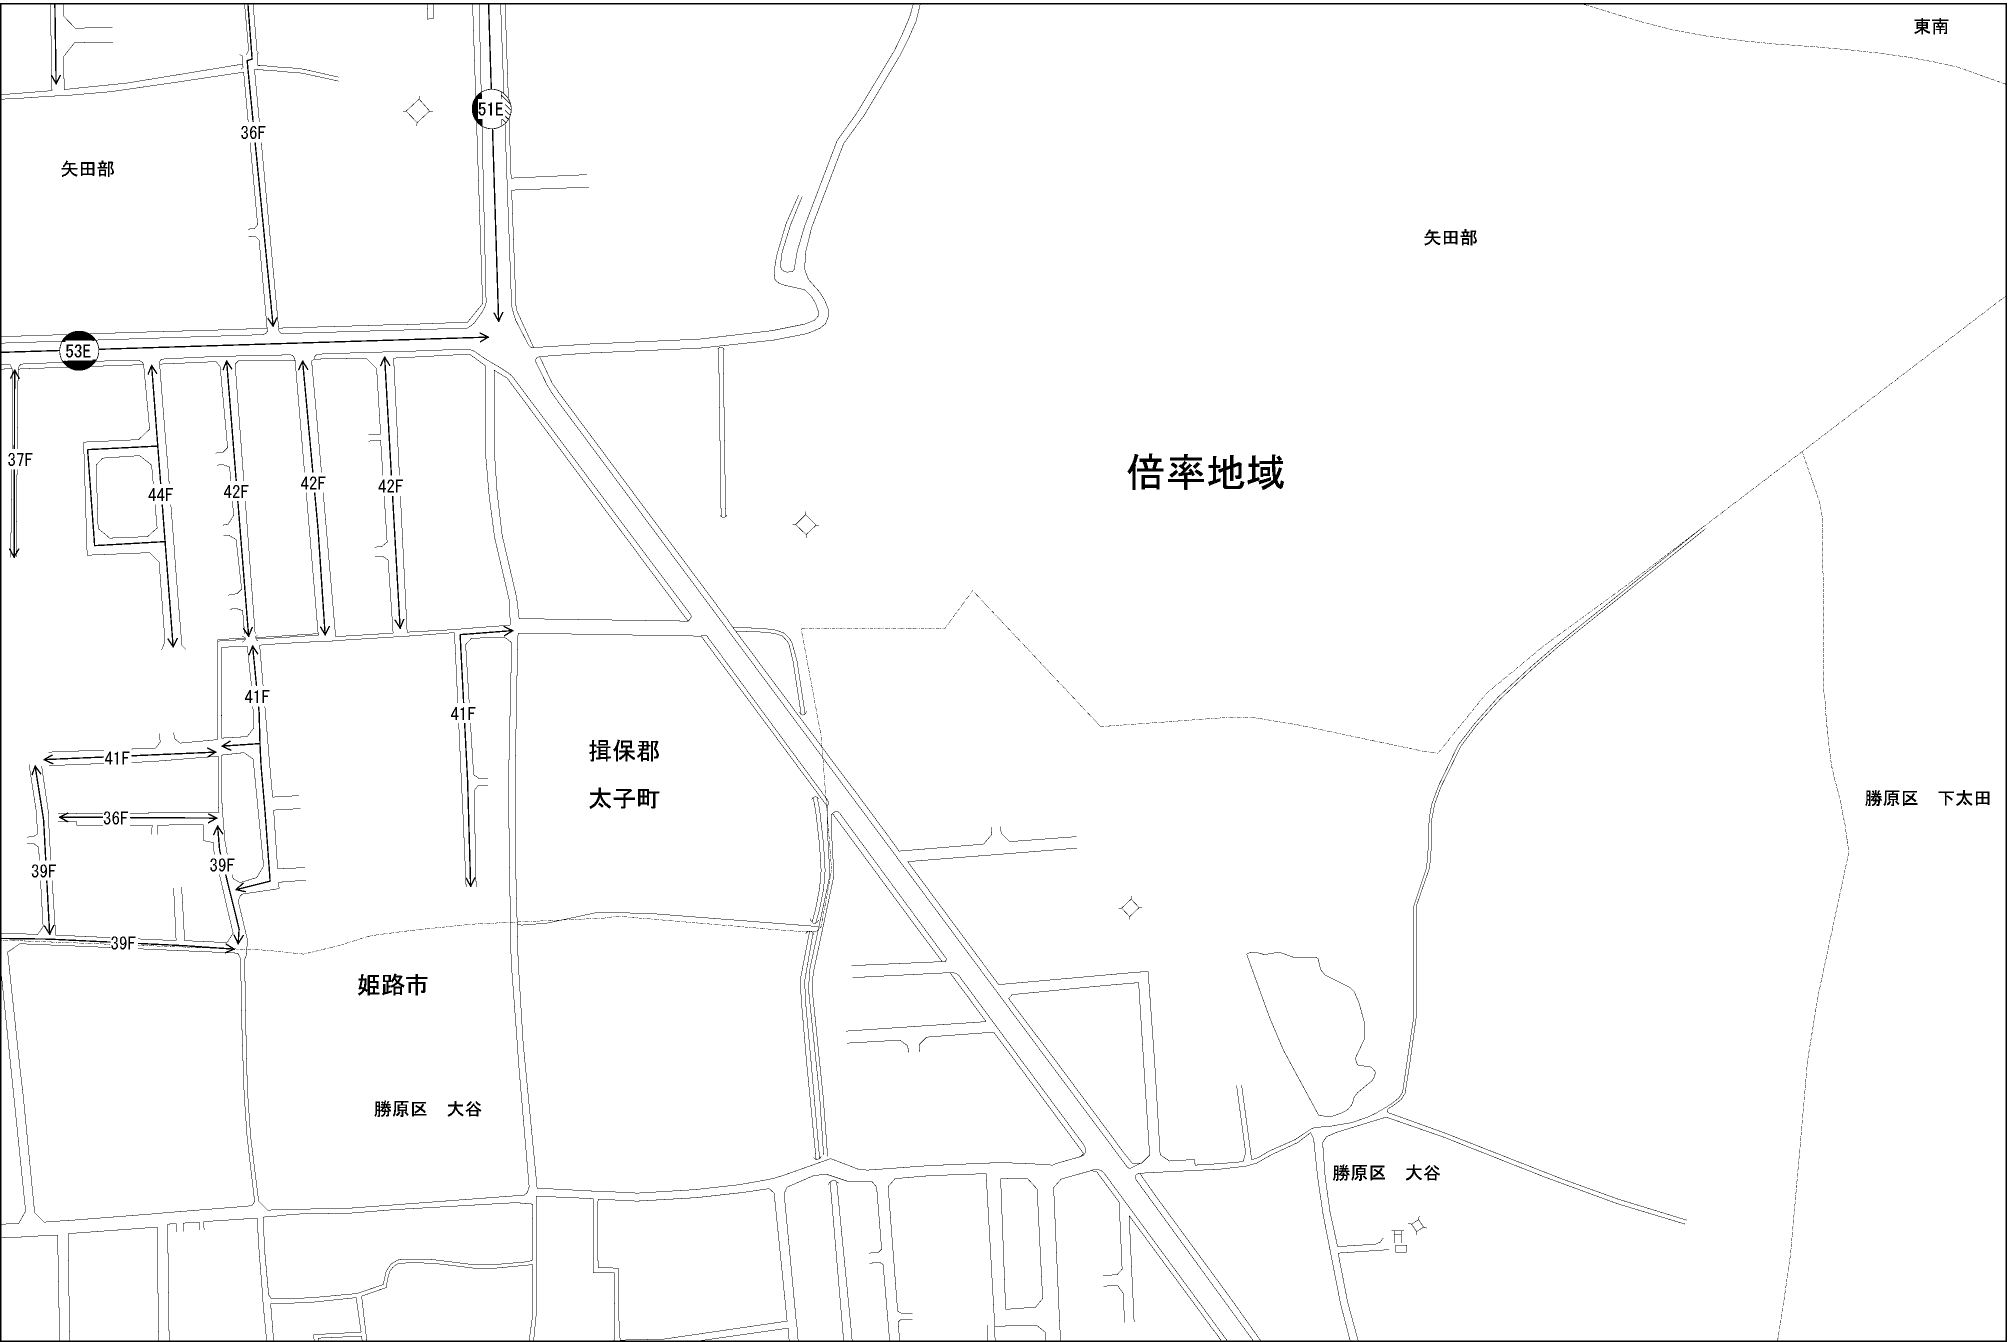 東南
51E
36F
矢田部
矢田部
53E
37F
44F
42F
42F
42F
倍率地域
41F
41F
揖保郡
太子町
41F
36F
39F
39F
勝原区 下太田
39F
姫路市
勝原区 大谷
勝原区 大谷